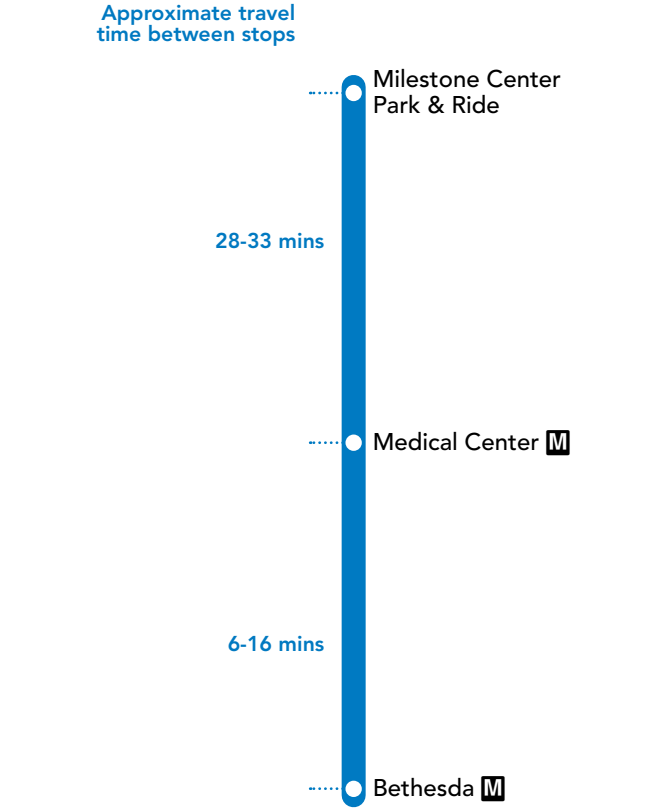 Approximate travel
time between stops
Milestone Center
Park & Ride
28-33 mins
Medical Center M
6-16 mins
Bethesda M